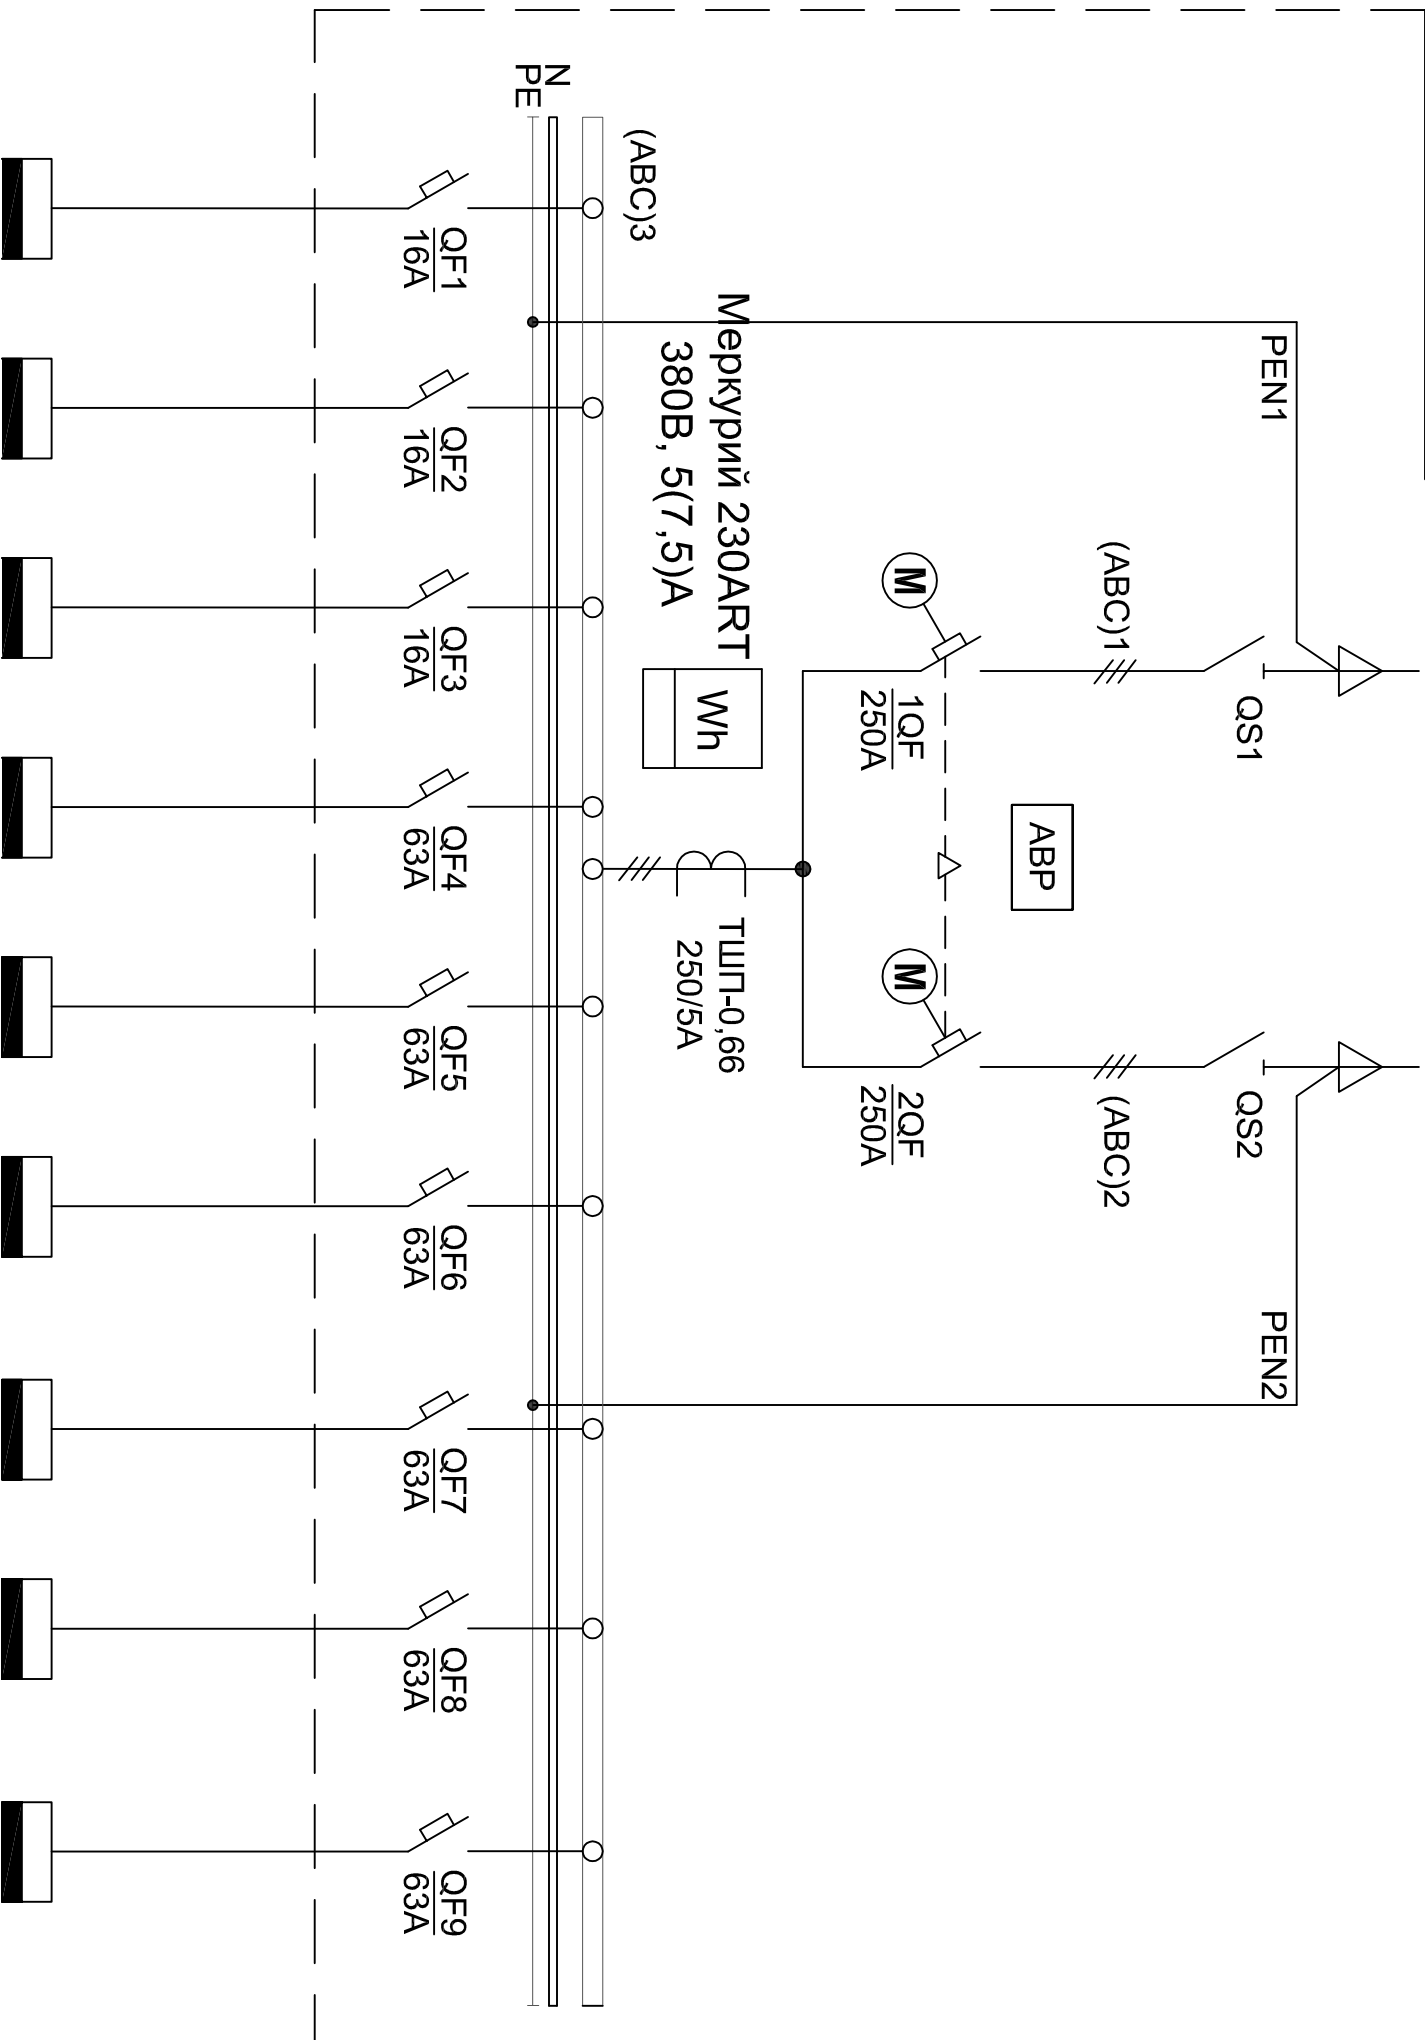 PEN1
QS1
QS2
PEN2
(ABC)1
(ABC)2
АВР
M
1QF
250A
M
2QF
250A
Меркурий 230ART
380В, 5(7,5)А
Wh
ТШП-0,66
250/5А
(ABC)3
N
PE
QF1
16A
QF2
16A
QF3
16A
QF4
63A
QF5
63A
QF6
63A
QF7
63A
QF8
63A
QF9
63A